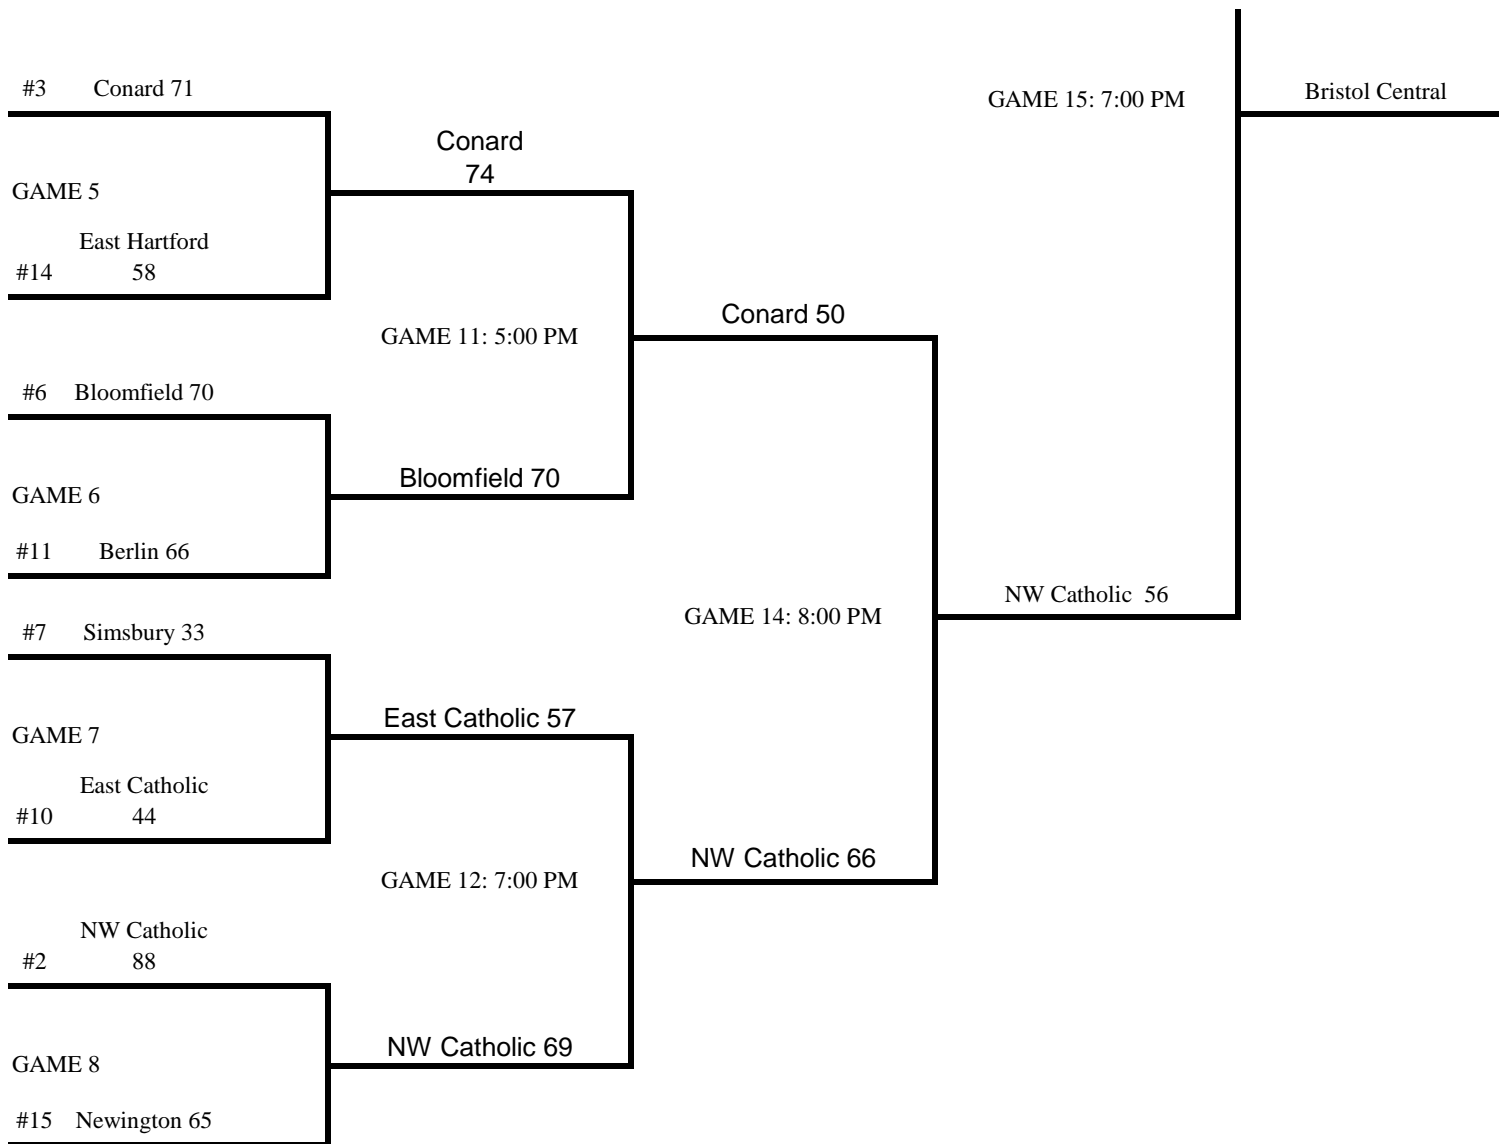 #3 Conard 71
GAME 15: 7:00 PM
Bristol Central
Conard
74
GAME 5
East Hartford
#14 58
Conard 50
GAME 11: 5:00 PM
#6 Bloomfield 70
Bloomfield 70
GAME 6
#11 Berlin 66
NW Catholic 56
GAME 14: 8:00 PM
#7 Simsbury 33
East Catholic 57
GAME 7
East Catholic
#10 44
NW Catholic 66
GAME 12: 7:00 PM
NW Catholic
#2 88
NW Catholic 69
GAME 8
#15 Newington 65